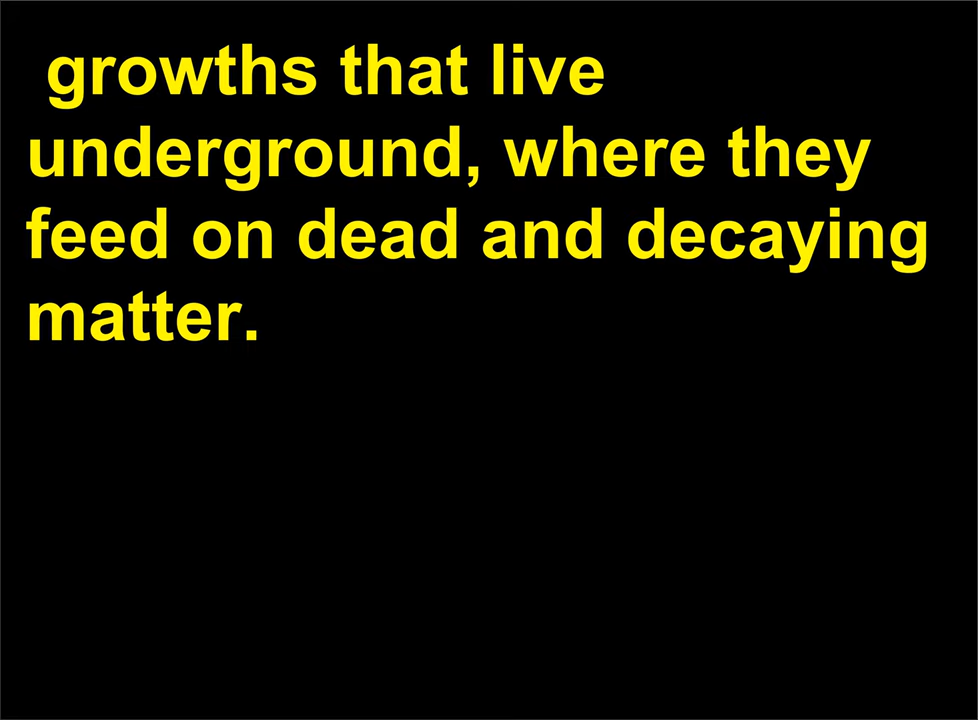 growths that live
underground, where they
feed on dead and decaying
matter.